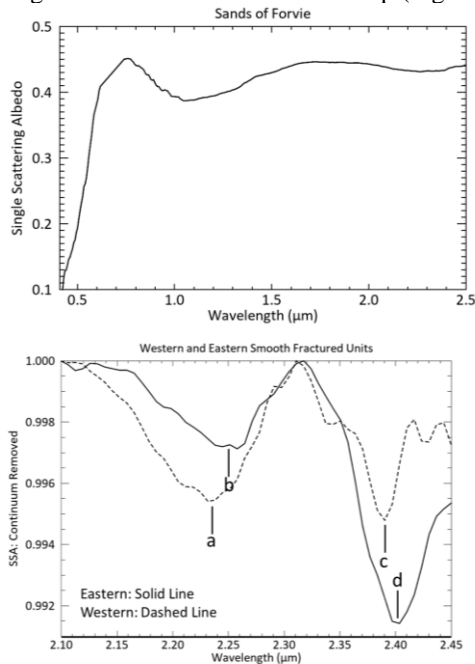 Sands of Forvie
0.5
0.4
0.3
0.2
0.1
Single Scattering Albedo
0.5 1.0 1.5 2.0 2.5
Wavelength (µm)
Western and Eastern Smooth Fractured Units
1.000
0.998
0.996
0.994
0.992
SSA: Continuum Removed
b
a
c
d
Eastern: Solid Line
Western: Dashed Line
2.10 2.15 2.20 2.25 2.30 2.35 2.40 2.45
Wavelength (µm)